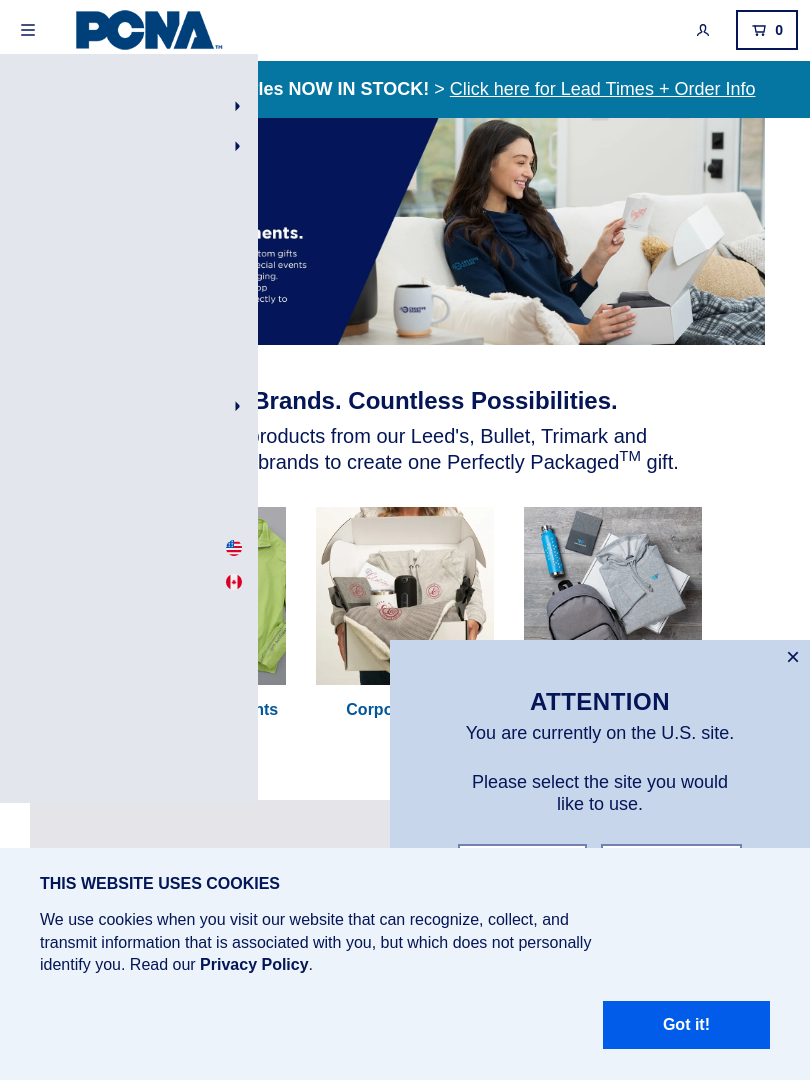 PCNA™
0
les NOW IN STOCK! > Click here for Lead Times + Order Info
ents.
tom gifts
ecial events
ging.
op
ectly to
Brands. Countless Possibilities.
products from our Leed's, Bullet, Trimark and
brands to create one Perfectly Packaged™ gift.
nts
Corpo
ATTENTION
You are currently on the U.S. site.
Please select the site you would
like to use.
THIS WEBSITE USES COOKIES
We use cookies when you visit our website that can recognize, collect, and
transmit information that is associated with you, but which does not personally
identify you. Read our Privacy Policy.
Got it!